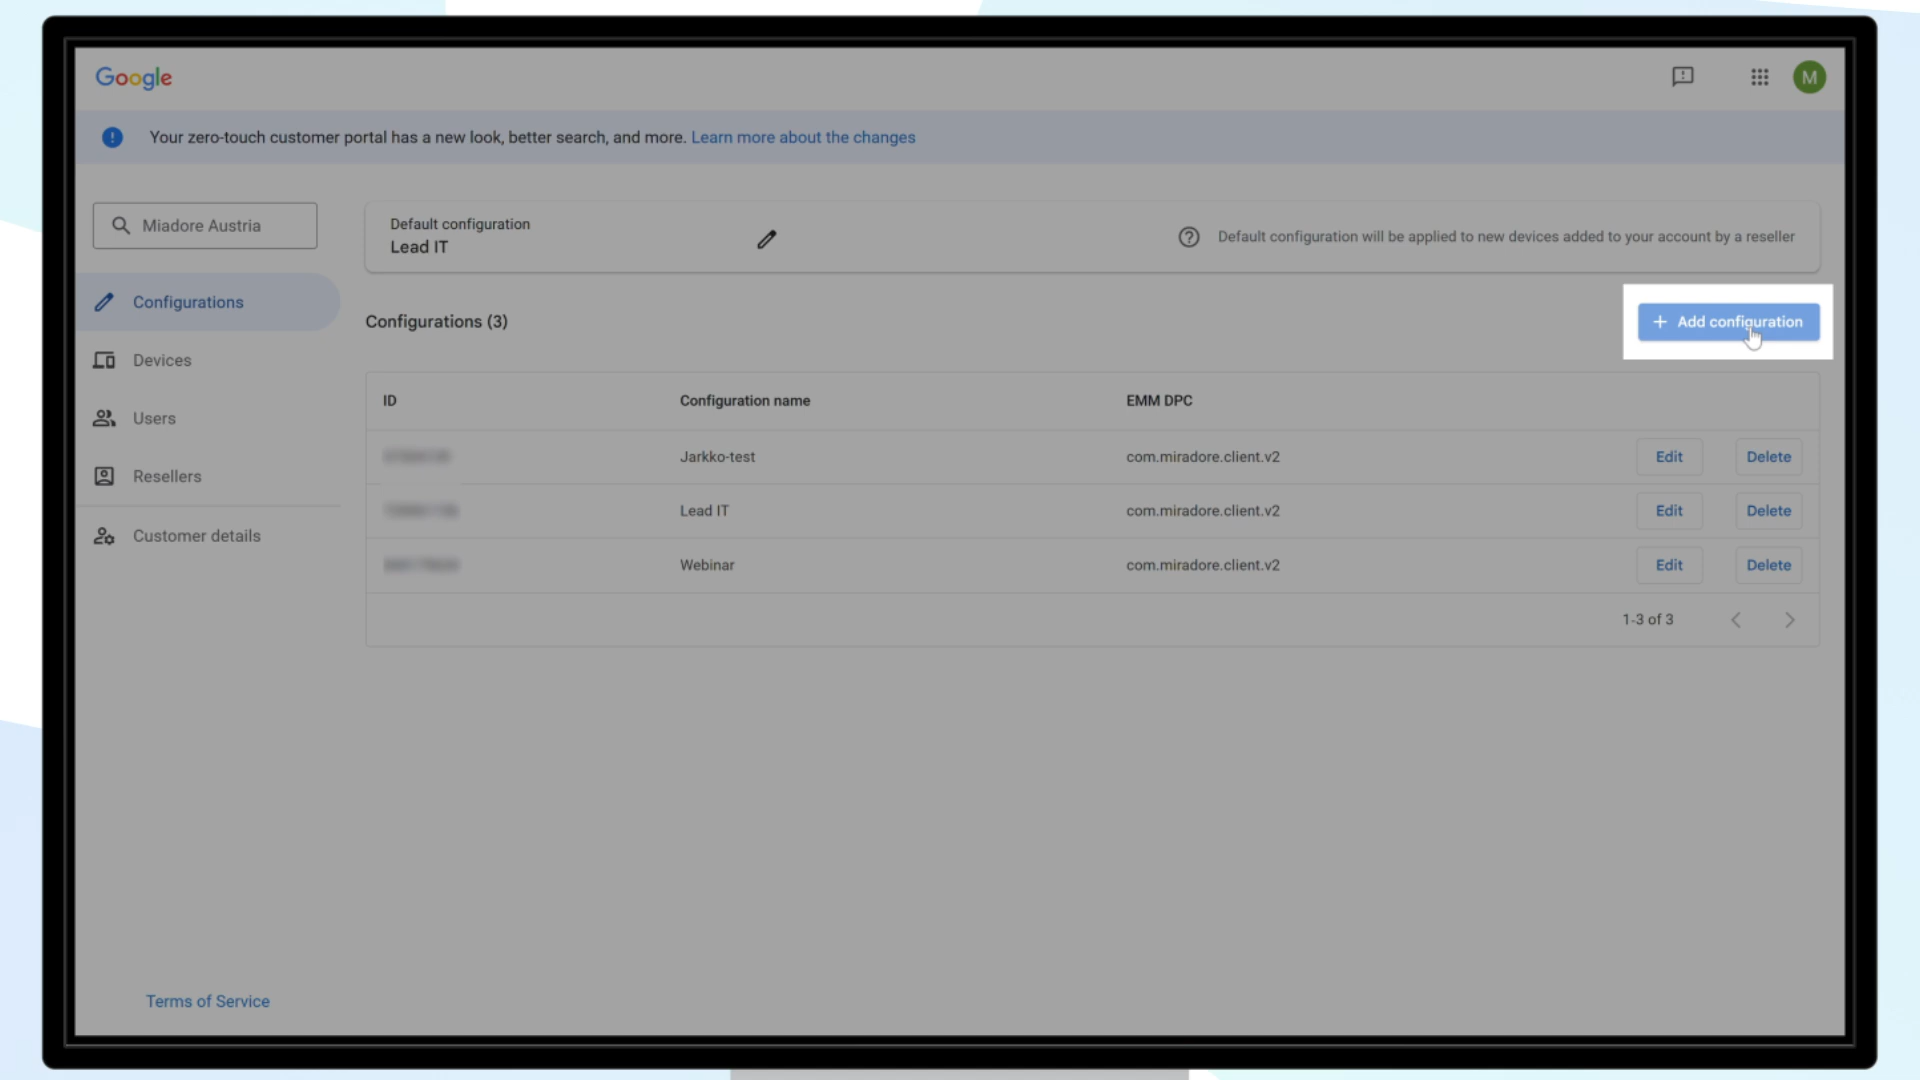 Google
M
Your zero-touch customer portal has a new look, better search, and more. Learn more about the changes
Miadore Austria
Default configuration
Lead IT
Default configuration will be applied to new devices added to your account by a reseller
Configurations
Devices
Users
Resellers
Customer details
Configurations (3)
+ Add configuration
ID Configuration name EMM DPC
Jarkko-test com.miradore.client.v2 Edit Delete
Lead IT com.miradore.client.v2 Edit Delete
Webinar com.miradore.client.v2 Edit Delete
1-3 of 3
Terms of Service